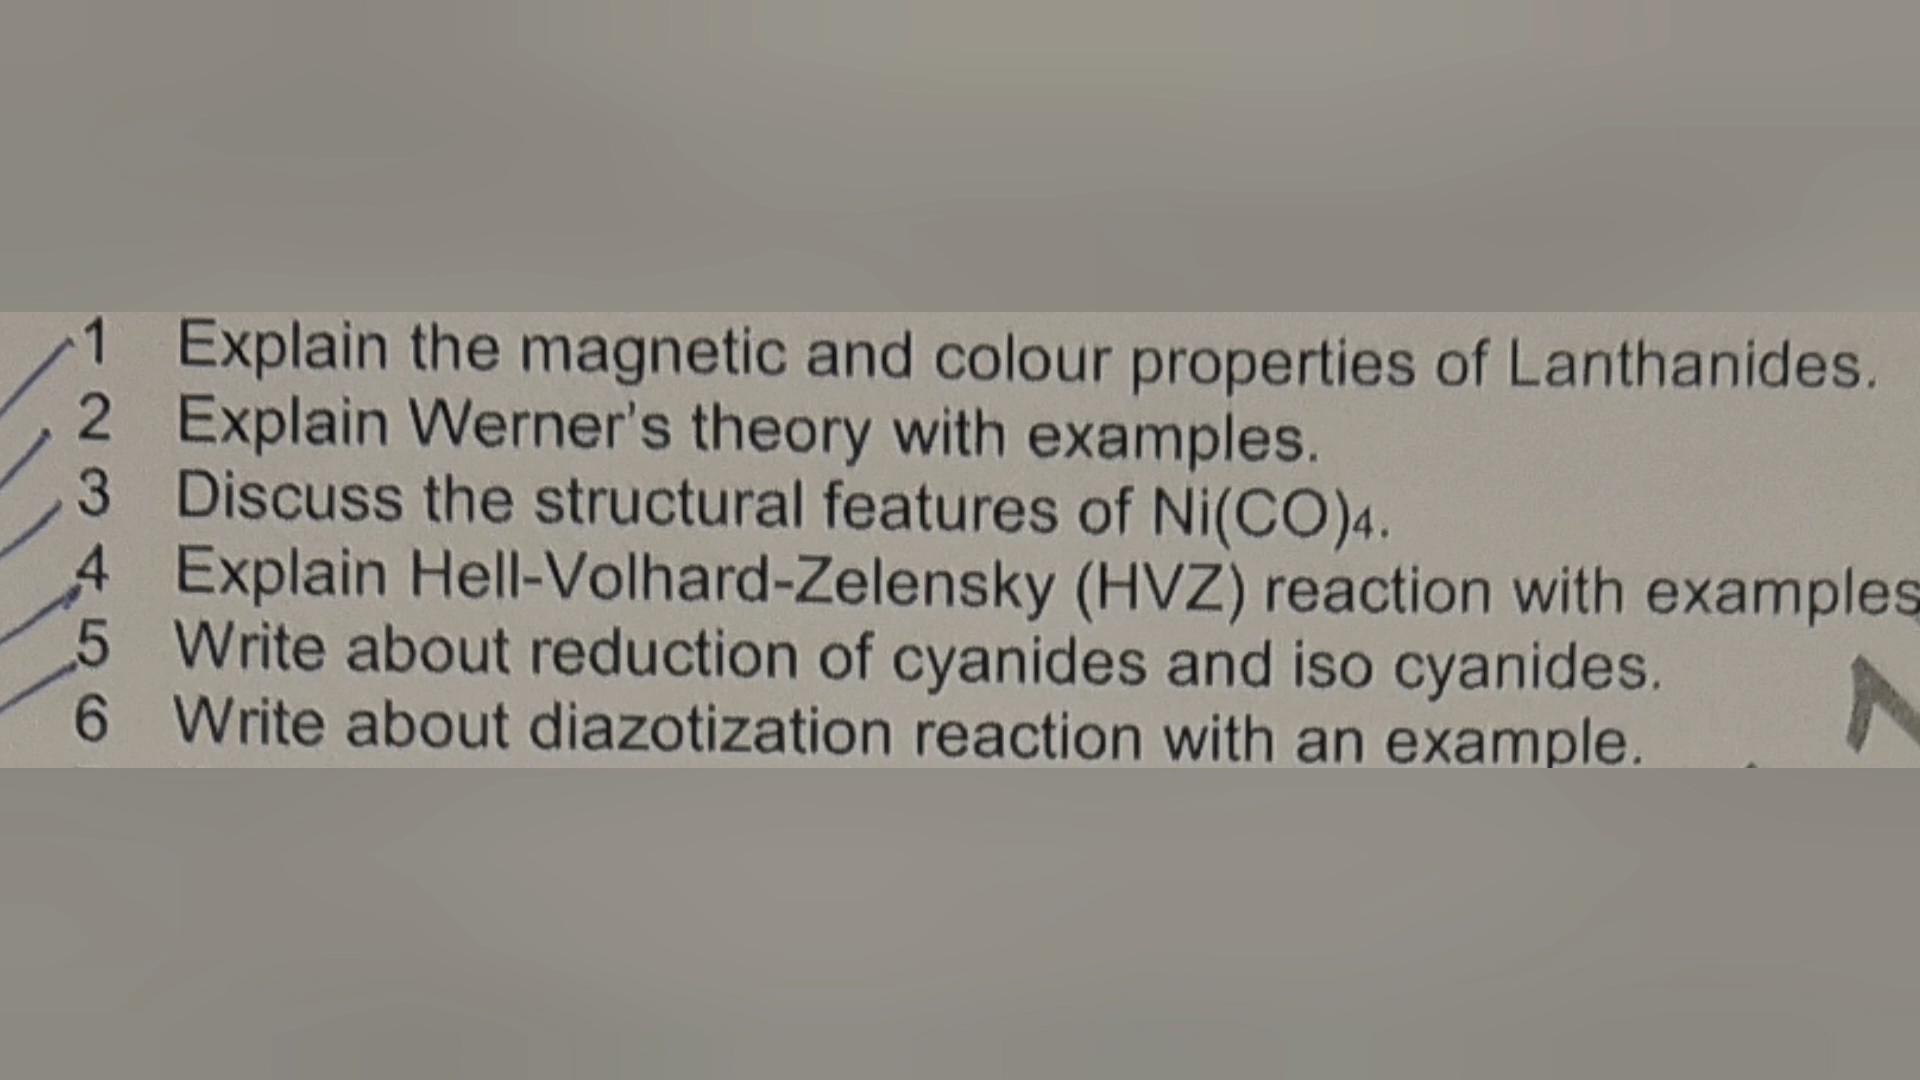 1 Explain the magnetic and colour properties of Lanthanides.
2 Explain Werner's theory with examples.
3 Discuss the structural features of Ni(CO)4.
4 Explain Hell-Volhard-Zelensky (HVZ) reaction with examples
5 Write about reduction of cyanides and iso cyanides.
6 Write about diazotization reaction with an example.